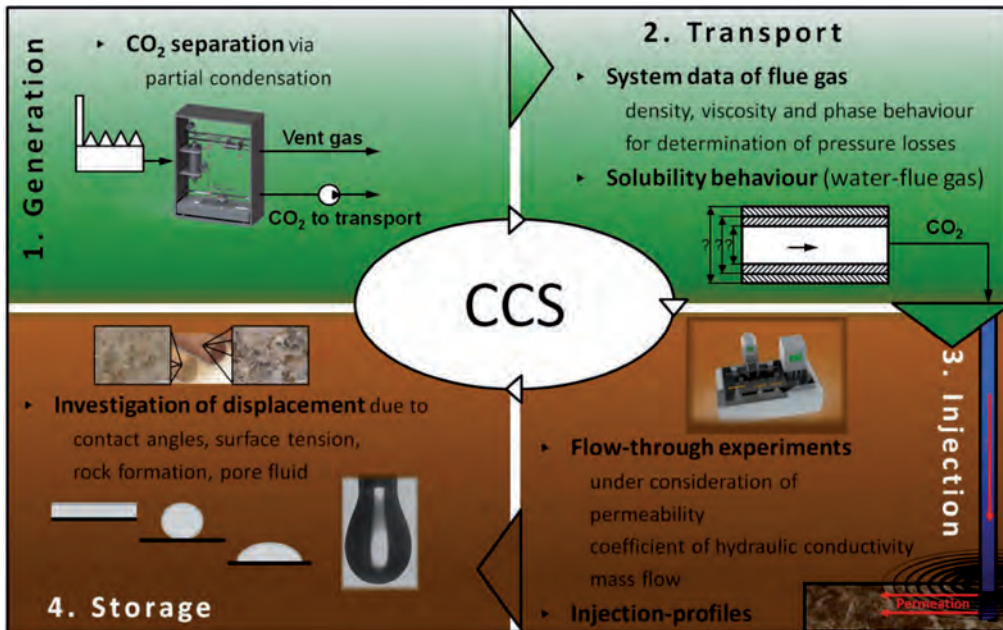 1. Generation
▸ CO₂ separation via
partial condensation
Vent gas
CO₂ to transport
2. Transport
▸ System data of flue gas
density, viscosity and phase behaviour
for determination of pressure losses
▸ Solubility behaviour (water-flue gas)
? ? ?
CO₂
CCS
3. Injection
▸ Flow-through experiments
under consideration of
permeability
coefficient of hydraulic conductivity
mass flow
▸ Injection-profiles
Permeation
▸ Investigation of displacement due to
contact angles, surface tension,
rock formation, pore fluid
4. Storage